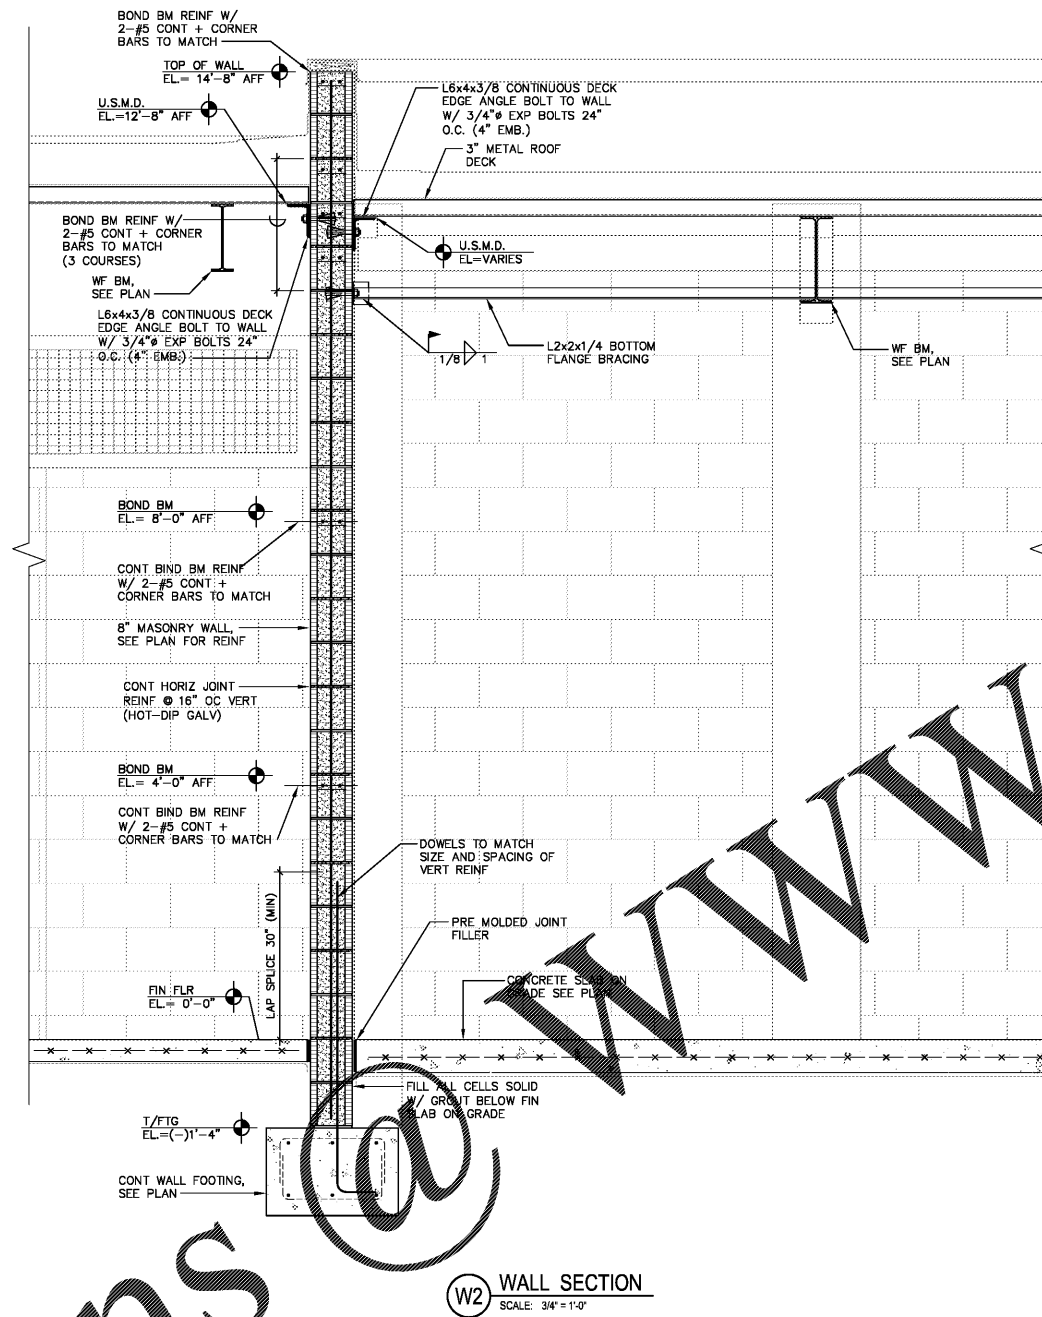 BOND BM REINF W/
2-#5 CONT + CORNER
BARS TO MATCH
TOP OF WALL
EL.= 14'-8" AFF
U.S.M.D.
EL.=12'-8" AFF
L6x4x3/8 CONTINUOUS DECK
EDGE ANGLE BOLT TO WALL
W/ 3/4"ø EXP BOLTS 24"
O.C. (4" EMB.)
3" METAL ROOF
DECK
BOND BM REINF W/
2-#5 CONT + CORNER
BARS TO MATCH
(3 COURSES)
U.S.M.D.
EL=VARIES
WF BM,
SEE PLAN
L6x4x3/8 CONTINUOUS DECK
EDGE ANGLE BOLT TO WALL
W/ 3/4"ø EXP BOLTS 24"
O.C. (4" EMB.)
1/8 1
L2x2x1/4 BOTTOM
FLANGE BRACING
WF BM,
SEE PLAN
BOND BM
EL.= 8'-0" AFF
CONT BIND BM REINF
W/ 2-#5 CONT +
CORNER BARS TO MATCH
8" MASONRY WALL,
SEE PLAN FOR REINF
CONT HORIZ JOINT
REINF @ 16" OC VERT
(HOT-DIP GALV)
BOND BM
EL.= 4'-0" AFF
CONT BIND BM REINF
W/ 2-#5 CONT +
CORNER BARS TO MATCH
DOWELS TO MATCH
SIZE AND SPACING OF
VERT REINF
LAP SPLICE 30" (MIN)
PRE MOLDED JOINT
FILLER
CONCRETE SLAB ON
GRADE SEE PLAN
FIN FLR
EL.= 0'-0"
FILL ALL CELLS SOLID
W/ GROUT BELOW FIN
SLAB ON GRADE
T/FTG
EL.=(-)1'-4"
CONT WALL FOOTING,
SEE PLAN
W2 WALL SECTION
SCALE: 3/4" = 1'-0"
ns @ www